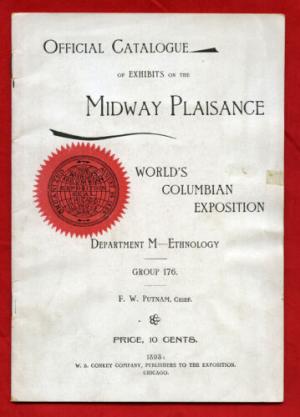 OFFICIAL CATALOGUE
OF EXHIBITS ON THE
MIDWAY PLAISANCE
WORLD'S
COLUMBIAN
EXPOSITION
DEPARTMENT M—ETHNOLOGY
GROUP 176.
F. W. PUTNAM, CHIEF.
PRICE, 10 CENTS.
1893:
W. B. CONKEY COMPANY, PUBLISHERS TO THE EXPOSITION.
CHICAGO.